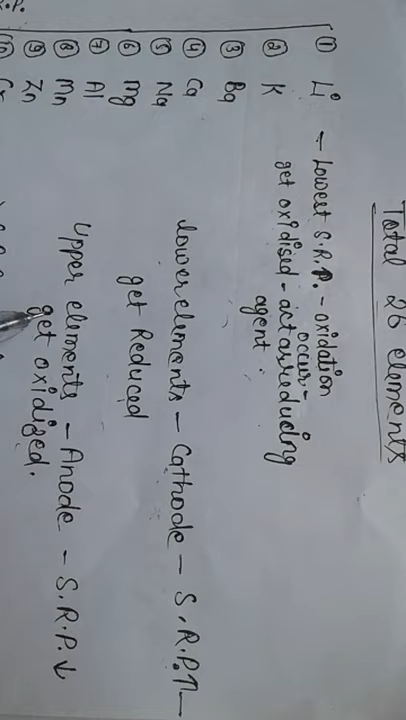 Total 26 elements
R.P.
① Li – Lowest S.R.P. – oxidation
occur –
② K get oxidised – act as reducing
agent.
③ Ba
④ Ca lower elements – Cathode – S.R.P.↑ –
⑤ Na
⑥ Mg get Reduced
⑦ Al
⑧ Mn Upper elements – Anode – S.R.P.↓
⑨ Zn get oxidised.
⑩